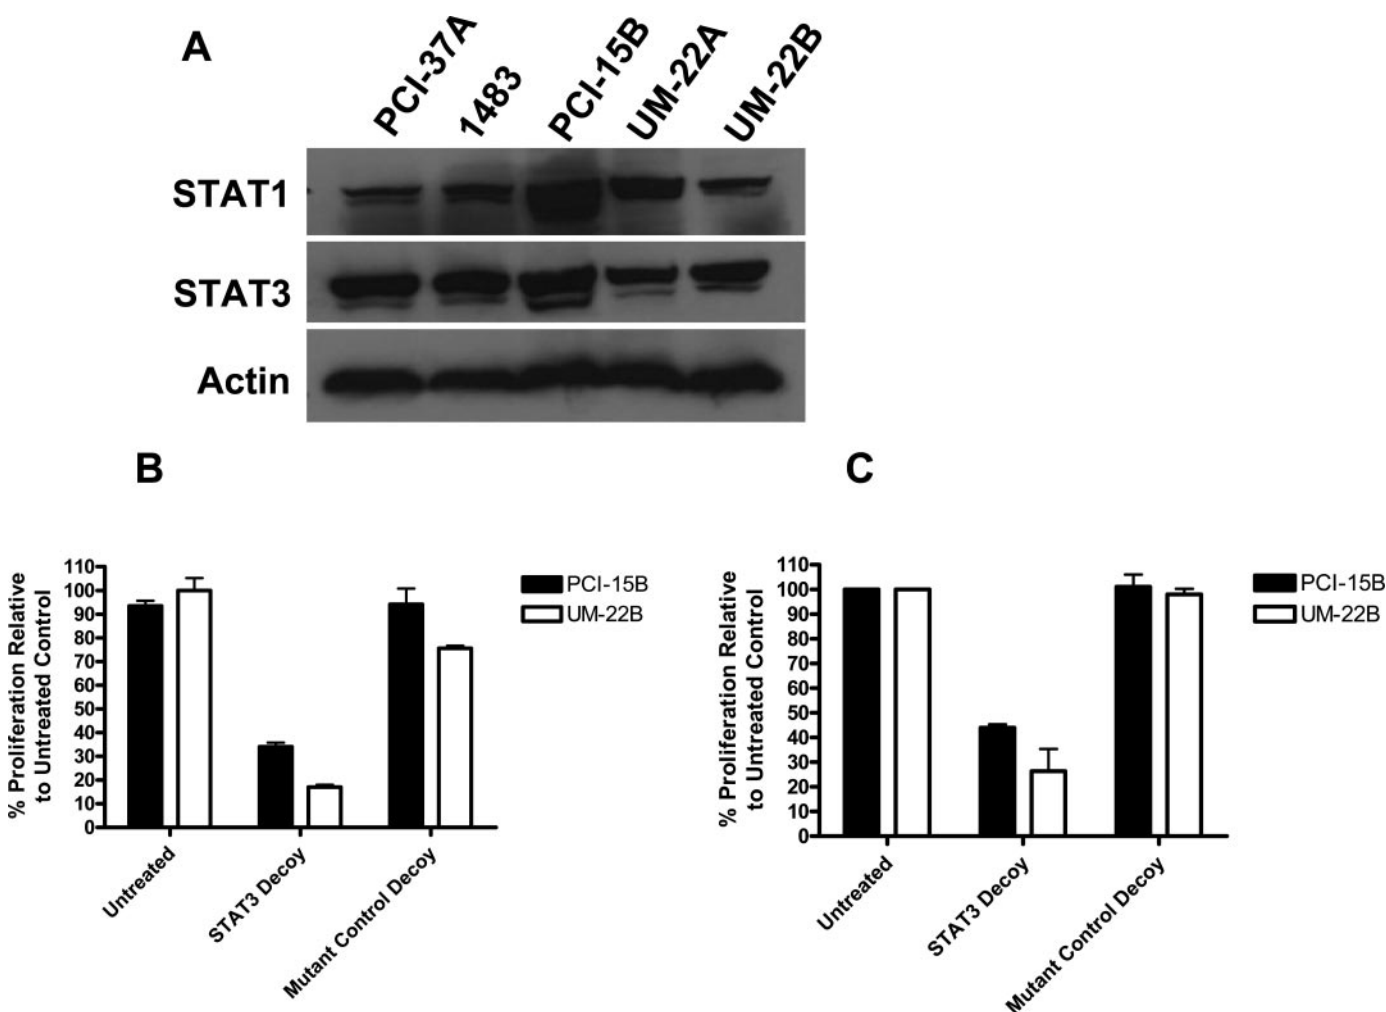 A
PCI-37A
1483
PCI-15B
UM-22A
UM-22B
STAT1
STAT3
Actin
B
% Proliferation Relative
to Untreated Control
110
100
90
80
70
60
50
40
30
20
10
0
Untreated
STAT3 Decoy
Mutant Control Decoy
PCI-15B
UM-22B
C
% Proliferation Relative
to Untreated Control
110
100
90
80
70
60
50
40
30
20
10
0
Untreated
STAT3 Decoy
Mutant Control Decoy
PCI-15B
UM-22B